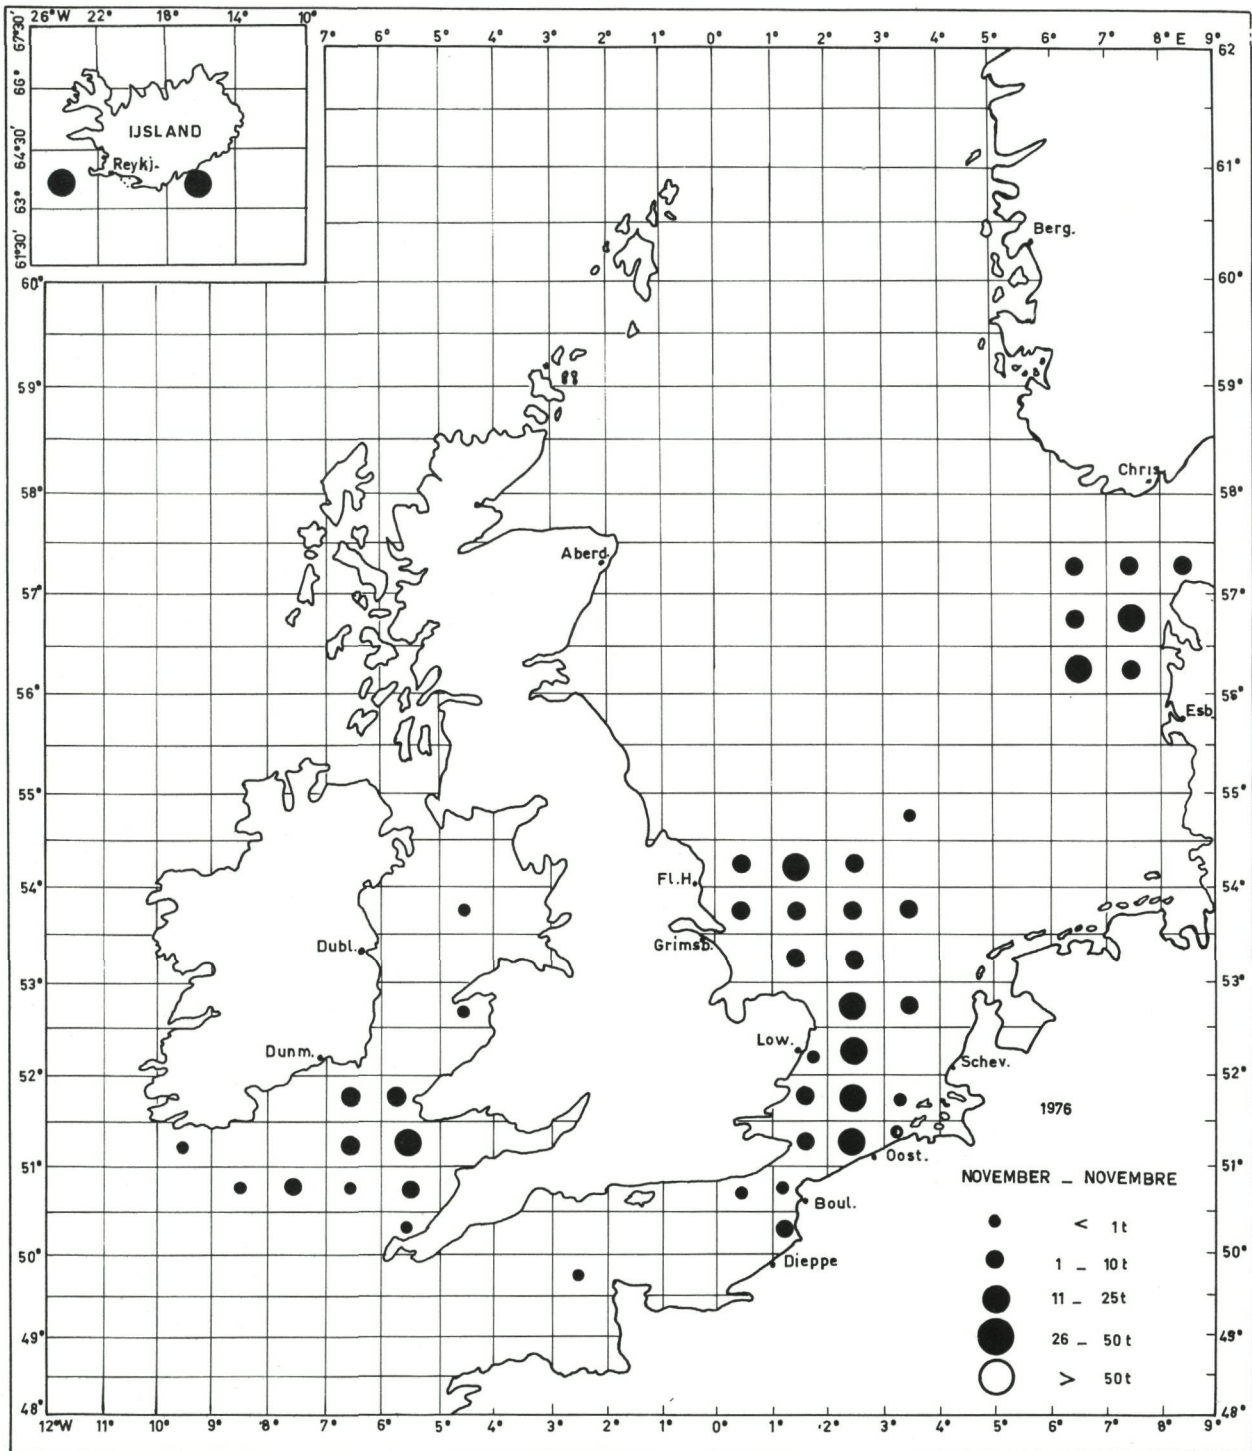 26°W 22° 18° 14° 10°
67°30'
66°
64°30'
63°
61°30'
IJSLAND
Reykj.
7° 6° 5° 4° 3° 2° 1° 0° 1° 2° 3° 4° 5° 6° 7° 8° E 9°
62
61°
60°
59°
58°
57°
56°
55°
54°
53°
52°
51°
50°
49°
48°
60°
59°
58°
57°
56°
55°
54°
53°
52°
51°
50°
49°
48°
Berg.
Chris
Aberd.
Esb
Fl.H.
Grimsb.
Dubl.
Dunm.
Low.
Schev.
Oost.
Boul.
Dieppe
1976
NOVEMBER _ NOVEMBRE
< 1t
1 _ 10t
11 _ 25t
26 _ 50t
> 50t
12°W 11° 10° 9° 8° 7° 6° 5° 4° 3° 2° 1° 0° 1° 2° 3° 4° 5° 6° 7° 8° 9°